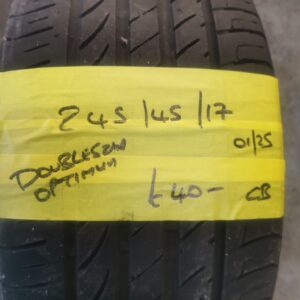 245/45/17
01/25
DOUBLESTAR
OPTIMUM
£40- CB